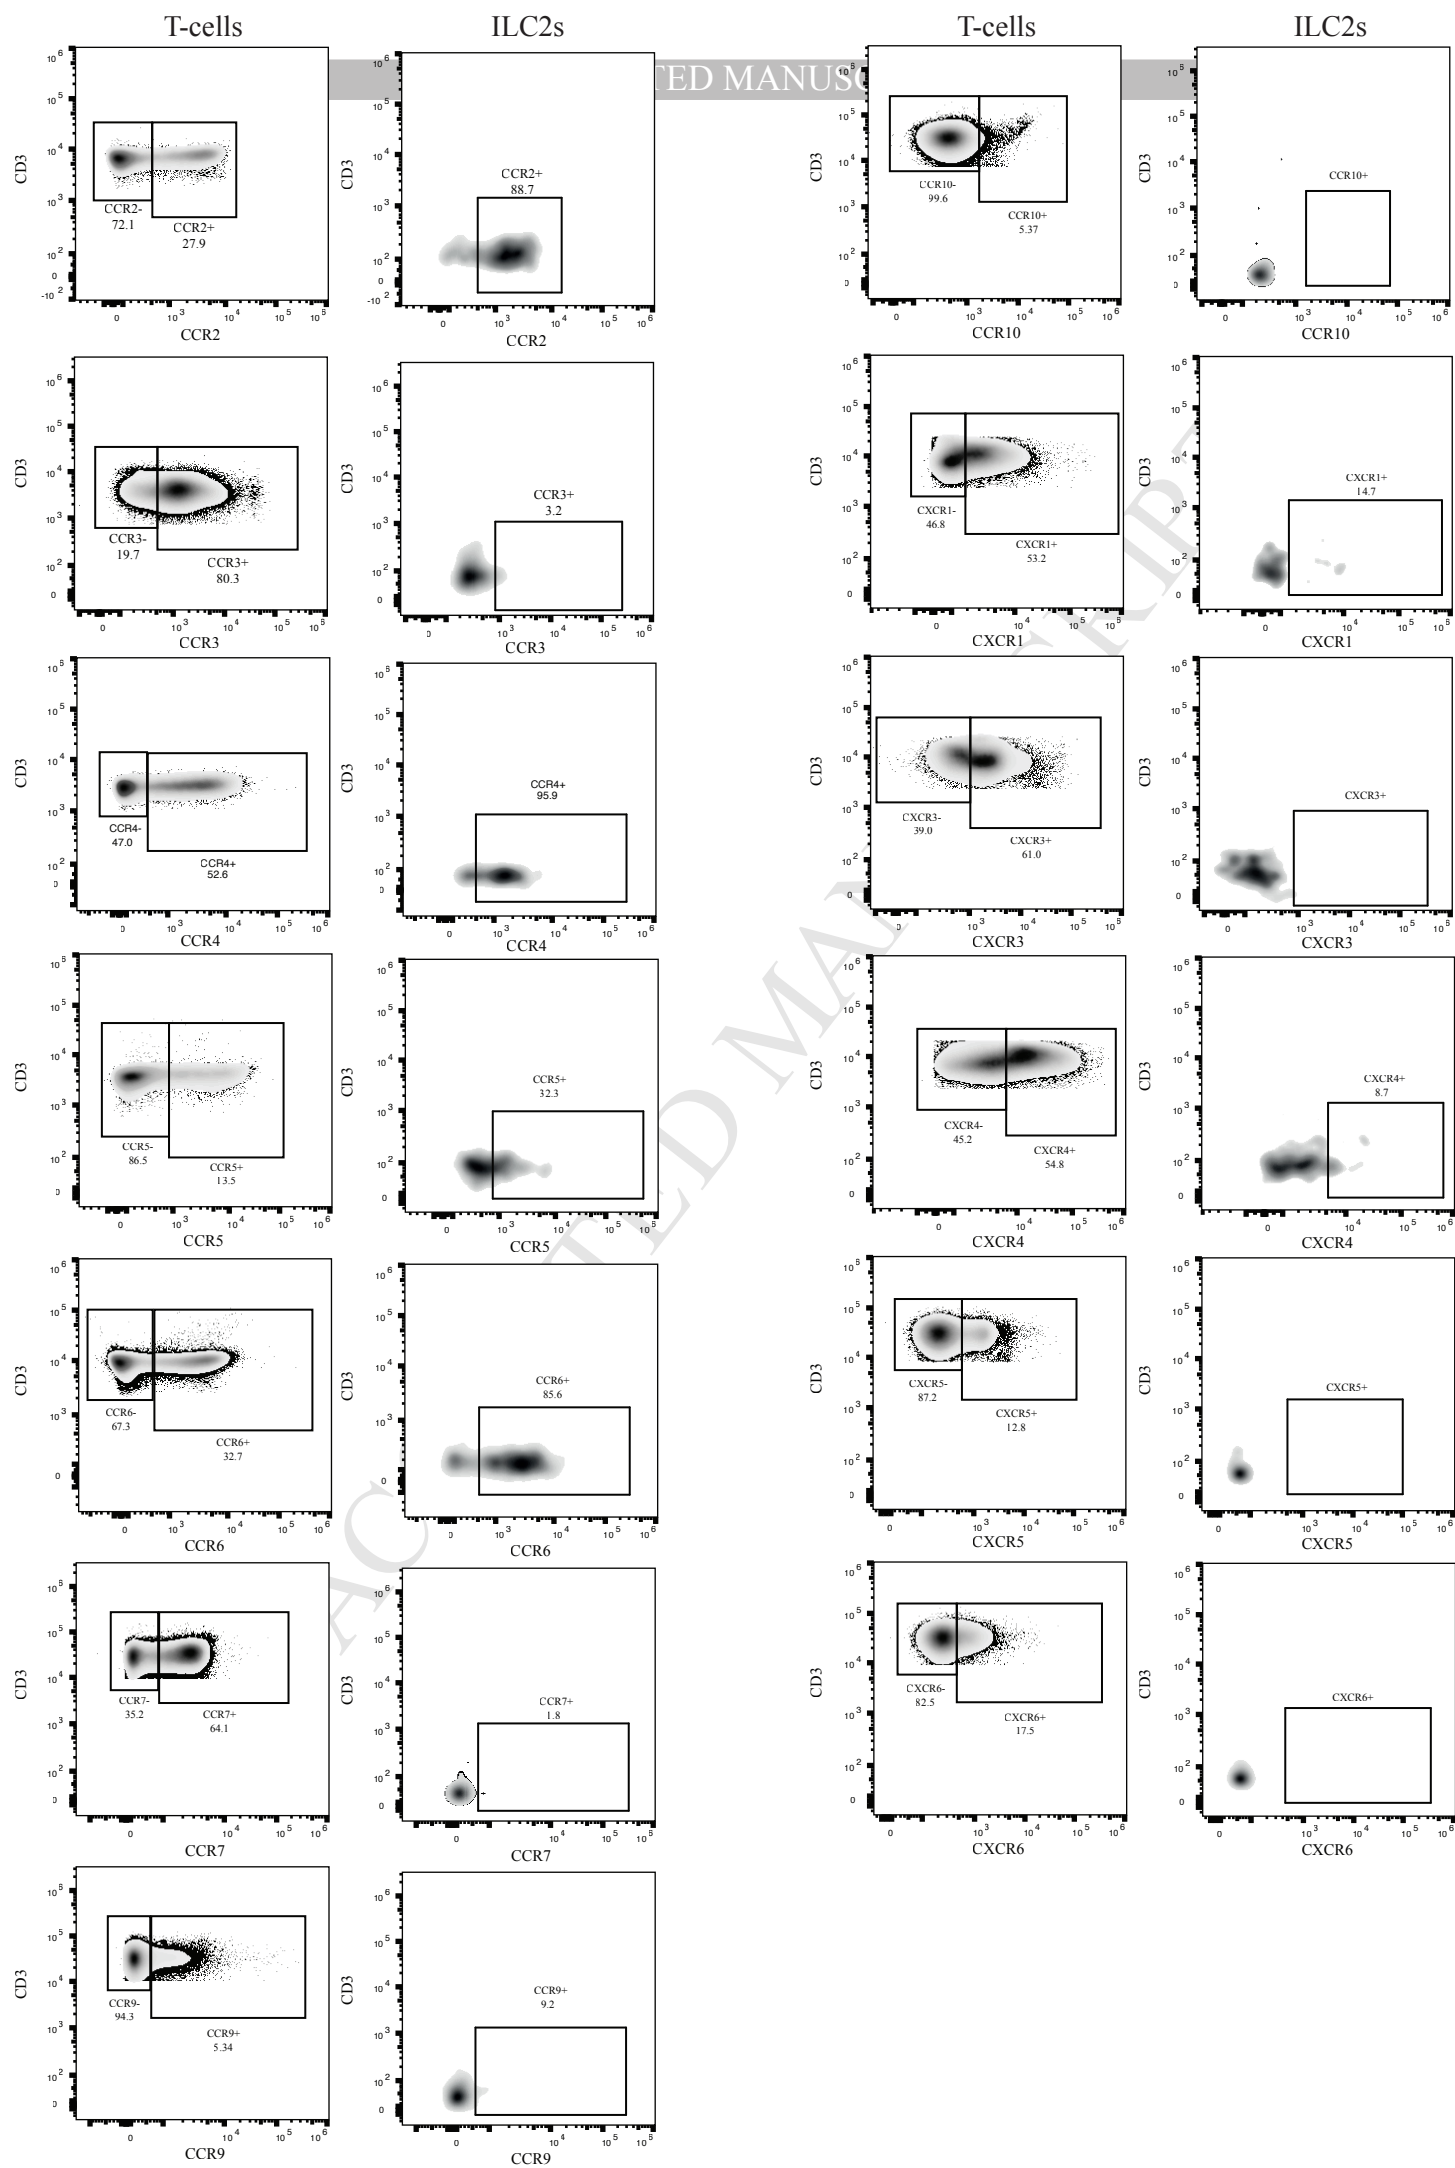 T-cells
ILC2s
T-cells
ILC2s
TED MANUSC
CD3
CCR2-
72.1
CCR2+
27.9
CCR2
CD3
CCR2+
88.7
CCR2
CD3
CCR10-
99.6
CCR10+
5.37
CCR10
CD3
CCR10+
CCR10
CD3
CCR3-
19.7
CCR3+
80.3
CCR3
CD3
CCR3+
3.2
CCR3
CD3
CXCR1-
46.8
CXCR1+
53.2
CXCR1
CD3
CXCR1+
14.7
CXCR1
CD3
CCR4-
47.0
CCR4+
52.6
CCR4
CD3
CCR4+
95.9
CCR4
CD3
CXCR3-
39.0
CXCR3+
61.0
CXCR3
CD3
CXCR3+
CXCR3
CD3
CCR5-
86.5
CCR5+
13.5
CCR5
CD3
CCR5+
32.3
CCR5
CD3
CXCR4-
45.2
CXCR4+
54.8
CXCR4
CD3
CXCR4+
8.7
CXCR4
CD3
CCR6-
67.3
CCR6+
32.7
CCR6
CD3
CCR6+
85.6
CCR6
CD3
CXCR5-
87.2
CXCR5+
12.8
CXCR5
CD3
CXCR5+
CXCR5
CD3
CCR7-
35.2
CCR7+
64.1
CCR7
CD3
CCR7+
1.8
CCR7
CD3
CXCR6-
82.5
CXCR6+
17.5
CXCR6
CD3
CXCR6+
CXCR6
CD3
CCR9-
94.3
CCR9+
5.34
CCR9
CD3
CCR9+
9.2
CCR9